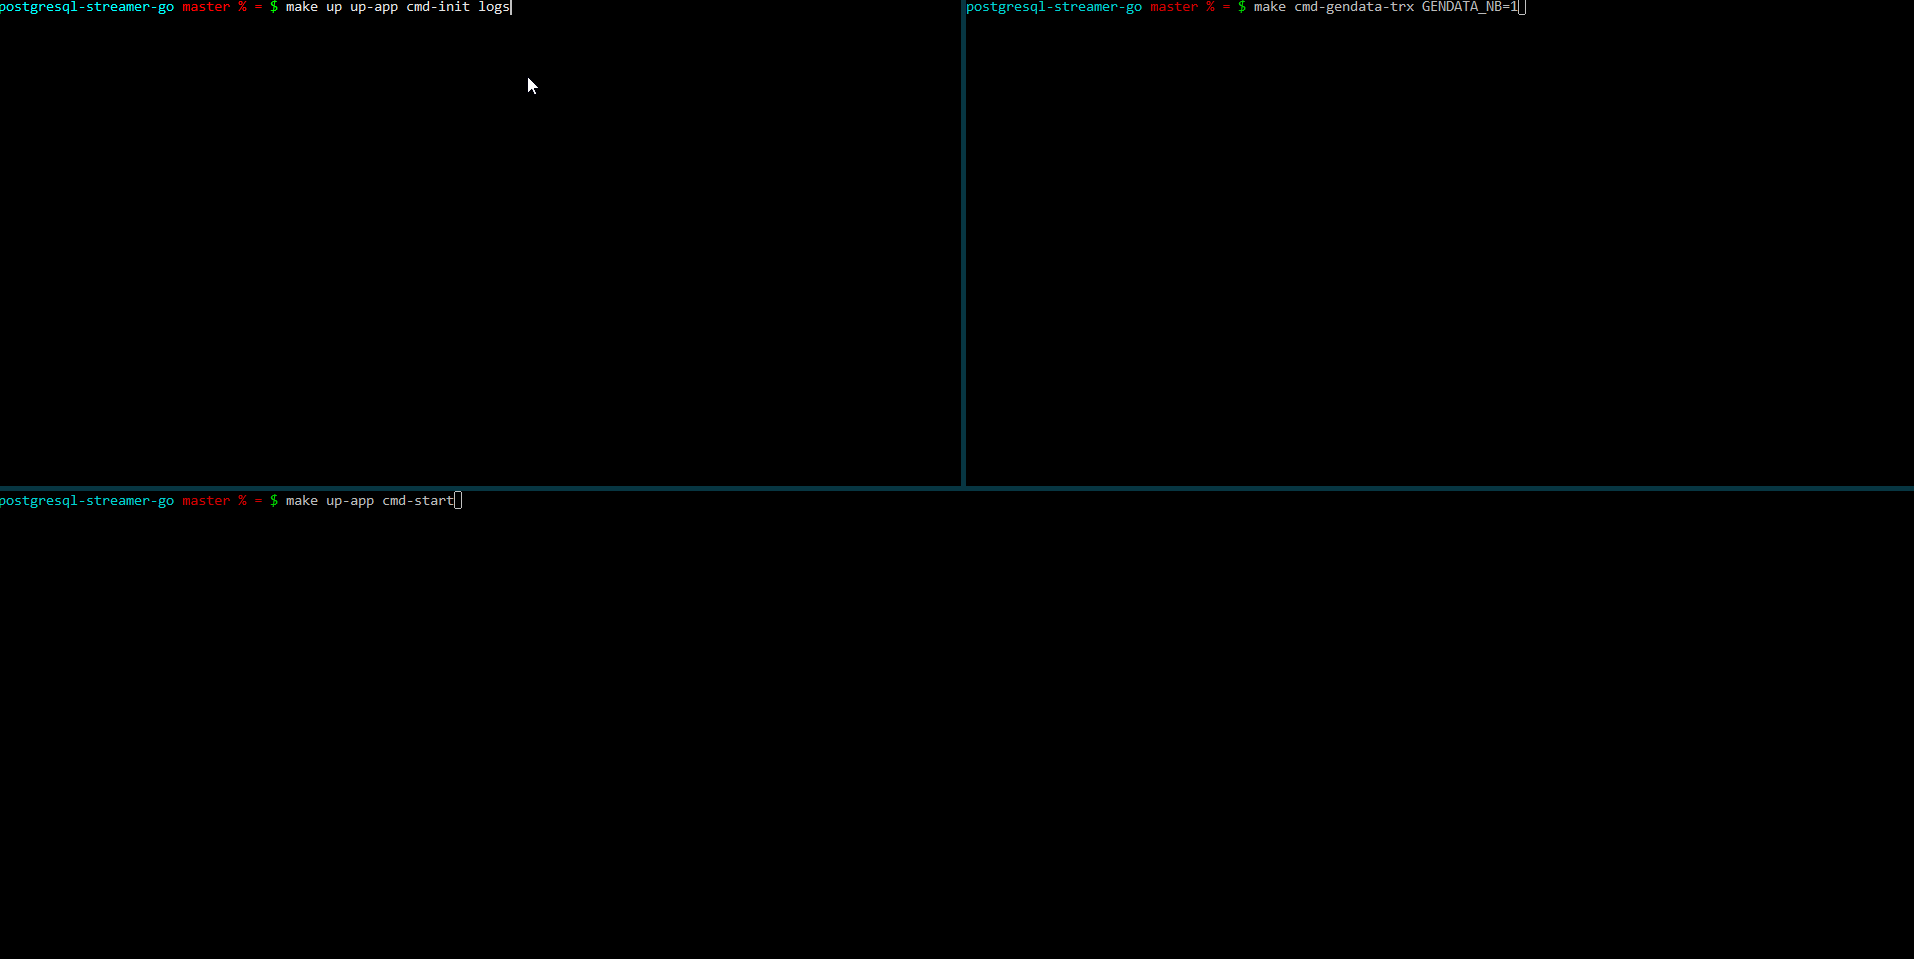 postgresql-streamer-go master % = $ make up up-app cmd-init logs
postgresql-streamer-go master % = $ make cmd-gendata-trx GENDATA_NB=1
postgresql-streamer-go master % = $ make up-app cmd-start